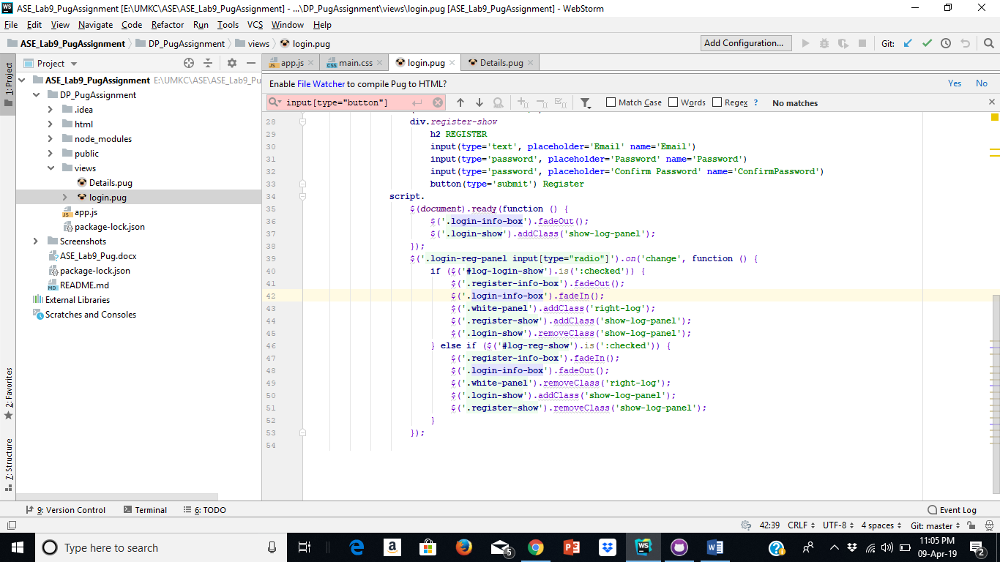 ASE_Lab9_PugAssignment [E:\UMKC\ASE\ASE_Lab9_PugAssignment] - ...\DP_PugAssignment\views\login.pug [ASE_Lab9_PugAssignment] - WebStorm
File Edit View Navigate Code Refactor Run Tools VCS Window Help
ASE_Lab9_PugAssignment DP_PugAssignment views login.pug Add Configuration... Git:
Project app.js main.css login.pug Details.pug
1: Project
2: Favorites
7: Structure
ASE_Lab9_PugAssignment E:\UMKC\ASE\ASE_Lab9_Pu
DP_PugAssignment
.idea
html
node_modules
public
views
Details.pug
login.pug
app.js
package-lock.json
Screenshots
ASE_Lab9_Pug.docx
package-lock.json
README.md
External Libraries
Scratches and Consoles
Enable File Watcher to compile Pug to HTML? Yes No
input[type="button"] Match Case Words Regex ? No matches
28 div.register-show
29 h2 REGISTER
30 input(type='text', placeholder='Email' name='Email')
31 input(type='password', placeholder='Password' name='Password')
32 input(type='password', placeholder='Confirm Password' name='ConfirmPassword')
33 button(type='submit') Register
34 script.
35 $(document).ready(function () {
36 $('.login-info-box').fadeOut();
37 $('.login-show').addClass('show-log-panel');
38 });
39 $('.login-reg-panel input[type="radio"]').on('change', function () {
40 if ($('#log-login-show').is(':checked')) {
41 $('.register-info-box').fadeOut();
42 $('.login-info-box').fadeIn();
43 $('.white-panel').addClass('right-log');
44 $('.register-show').addClass('show-log-panel');
45 $('.login-show').removeClass('show-log-panel');
46 } else if ($('#log-reg-show').is(':checked')) {
47 $('.register-info-box').fadeIn();
48 $('.login-info-box').fadeOut();
49 $('.white-panel').removeClass('right-log');
50 $('.login-show').addClass('show-log-panel');
51 $('.register-show').removeClass('show-log-panel');
52 }
53 });
54
9: Version Control Terminal 6: TODO Event Log
42:39 CRLF UTF-8 4 spaces Git: master
Type here to search 5 11:05 PM
09-Apr-19 2